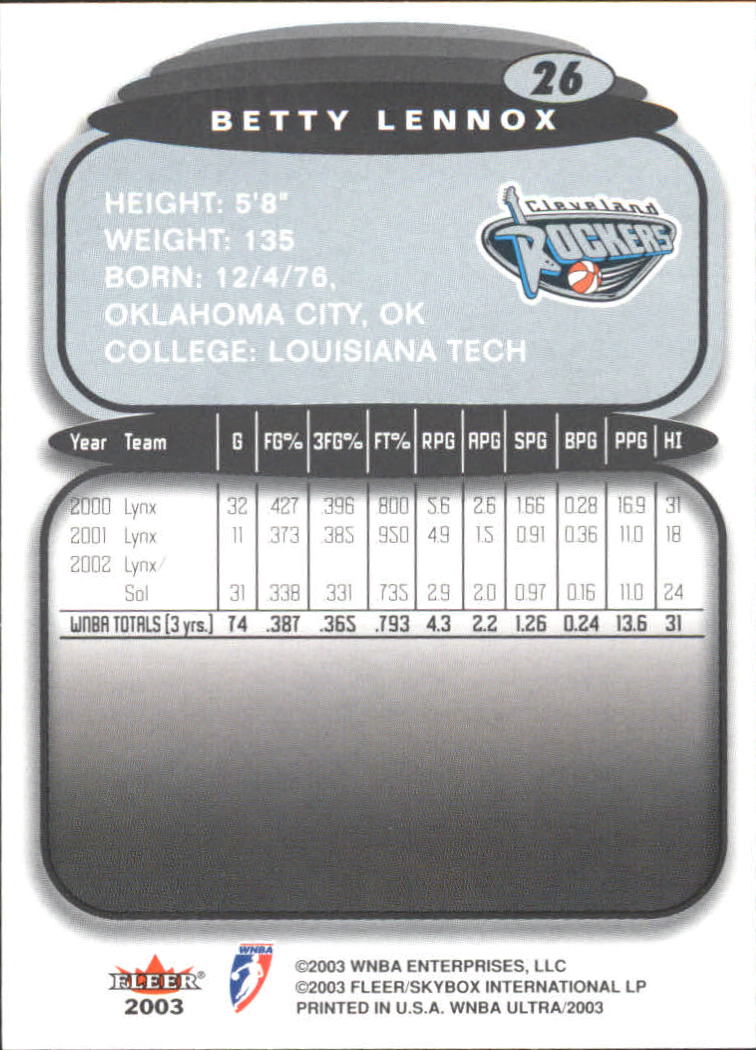 26
BETTY LENNOX
HEIGHT: 5'8"
WEIGHT: 135
BORN: 12/4/76,
OKLAHOMA CITY, OK
COLLEGE: LOUISIANA TECH
Cleveland
ROCKERS
Year Team G FG% 3FG% FT% RPG APG SPG BPG PPG HI
2000 Lynx 32 .427 .396 .800 5.6 2.6 1.66 0.28 16.9 31
2001 Lynx 11 .373 .385 .950 4.9 1.5 0.91 0.36 11.0 18
2002 Lynx/
Sol 31 .338 .331 .735 2.9 2.0 0.97 0.16 11.0 24
WNBA TOTALS (3 yrs.) 74 .387 .365 .793 4.3 2.2 1.26 0.24 13.6 31
FLEER®
2003
WNBA
©2003 WNBA ENTERPRISES, LLC
©2003 FLEER/SKYBOX INTERNATIONAL LP
PRINTED IN U.S.A. WNBA ULTRA/2003